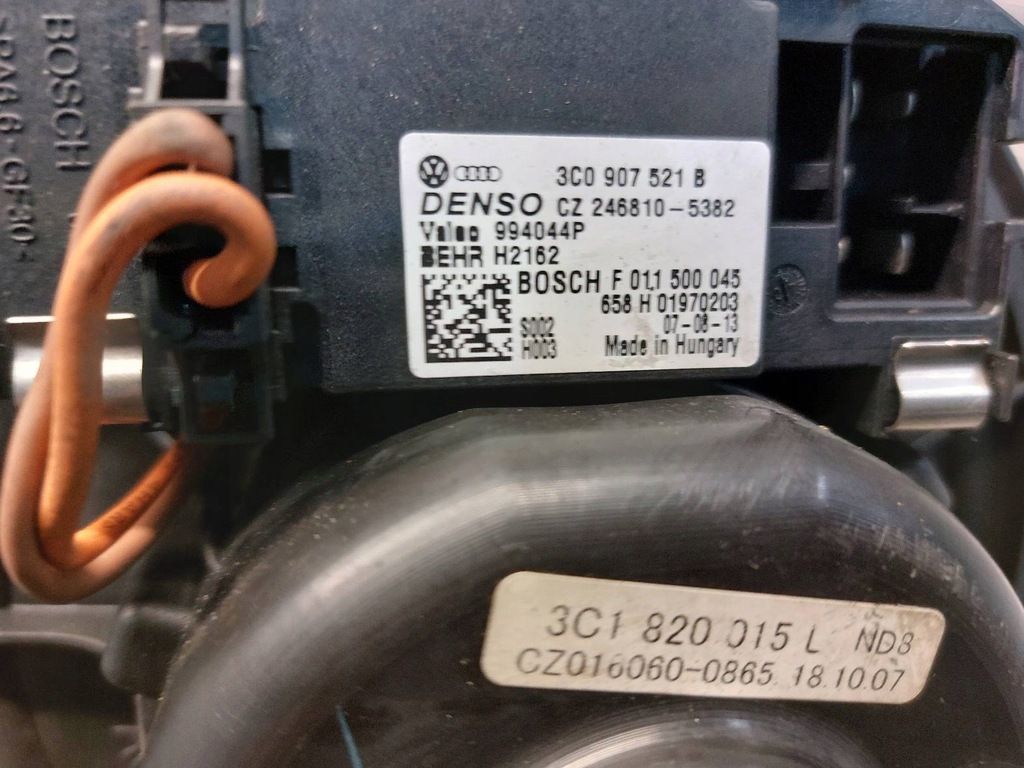 BOSCH
3C0 907 521 B
DENSO CZ 246810-5382
Valeo 994044P
BEHR H2162
BOSCH F 011 500 045
658 H 01970203
S002 07-08-13
H003 Made in Hungary
3C1 820 015 L ND8
CZ016060-0865 18.10.07